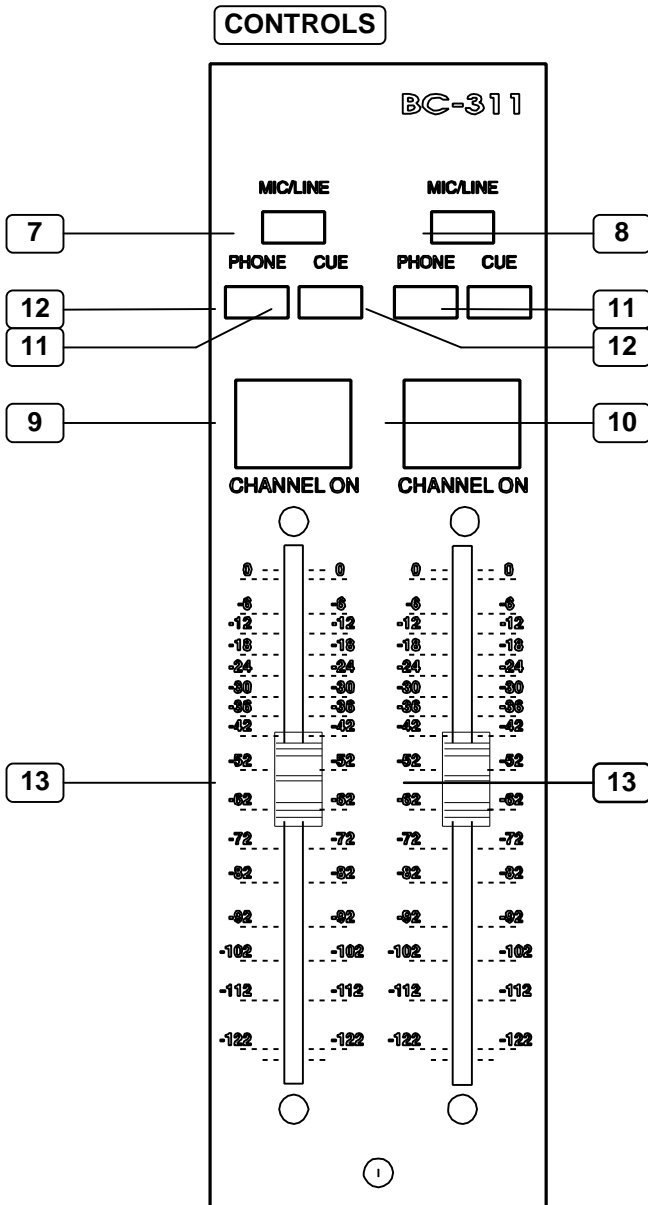 CONTROLS
BC-311
MIC/LINE MIC/LINE
7 8
PHONE CUE PHONE CUE
12 11
11 12
9 10
CHANNEL ON CHANNEL ON
0 0 0 0
-6 -6 -6 -6
-12 -12 -12 -12
-18 -18 -18 -18
-24 -24 -24 -24
-30 -30 -30 -30
-36 -36 -36 -36
-42 -42 -42 -42
-52 -52 -52 -52
13 13
-62 -62 -62 -62
-72 -72 -72 -72
-82 -82 -82 -82
-92 -92 -92 -92
-102 -102 -102 -102
-112 -112 -112 -112
-122 -122 -122 -122